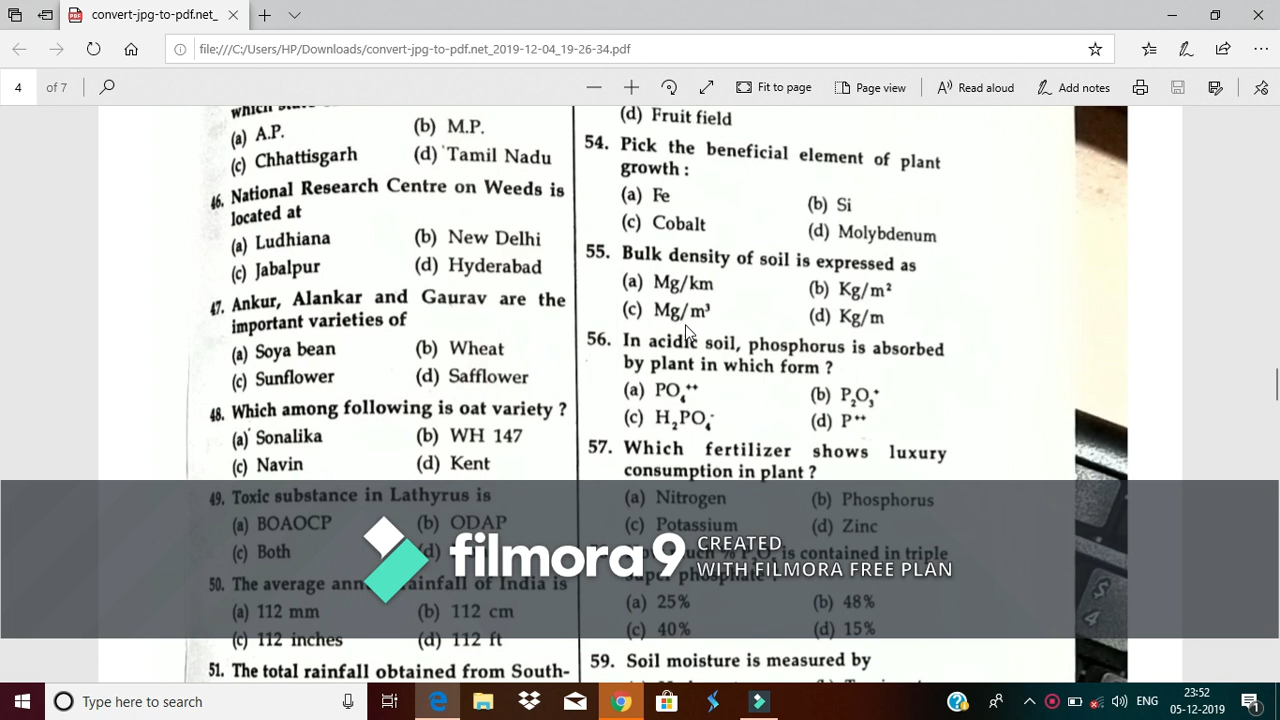 pdf.net_2019-12-04_19-26-34.pdf
file:///C:/Users/HP/Downloads/convert-jpg-to-pdf.net_2019-12-04_19-26-34.pdf
4 of 7
Fit to page
Read aloud
Add notes
which
(a) A.P. (b) M.P.
(c) Chhattisgarh (d) Tamil Nadu
46. National Research Centre on Weeds is
located at
(a) Ludhiana (b) New Delhi
(c) Jabalpur (d) Hyderabad
47. Ankur, Alankar and Gaurav are the
important varieties of
(a) Soya bean (b) Wheat
(c) Sunflower (d) Safflower
48. Which among following is oat variety ?
(a) Sonalika (b) WH 147
(c) Navin (d) Kent
49. Toxic substance in Lathyrus is
(a) BOAOCP (b) ODAP
(c) Both (d)
50. The average rainfall of India is
(a) 112 mm (b) 112 cm
(c) 112 inches (d) 112 ft
51. The total rainfall obtained from South-
(d) Fruit field
54. Pick the beneficial element of plant
growth :
(a) Fe (b) Si
(c) Cobalt (d) Molybdenum
55. Bulk density of soil is expressed as
(a) Mg/km (b) Kg/m²
(c) Mg/m³ (d) Kg/m
56. In acidic soil, phosphorus is absorbed
by plant in which form ?
(a) PO₄⁺⁺ (b) P₂O₃⁺
(c) H₂PO₄⁻ (d) P⁺⁺
57. Which fertilizer shows luxury
consumption in plant ?
(a) Nitrogen (b) Phosphorus
(c) Potassium (d) Zinc
is contained in triple
super phosphate
(a) 25% (b) 48%
(c) 40% (d) 15%
59. Soil moisture is measured by
filmora9
CREATED
WITH FILMORA FREE PLAN
Type here to search
ENG
23:52
05-12-2019